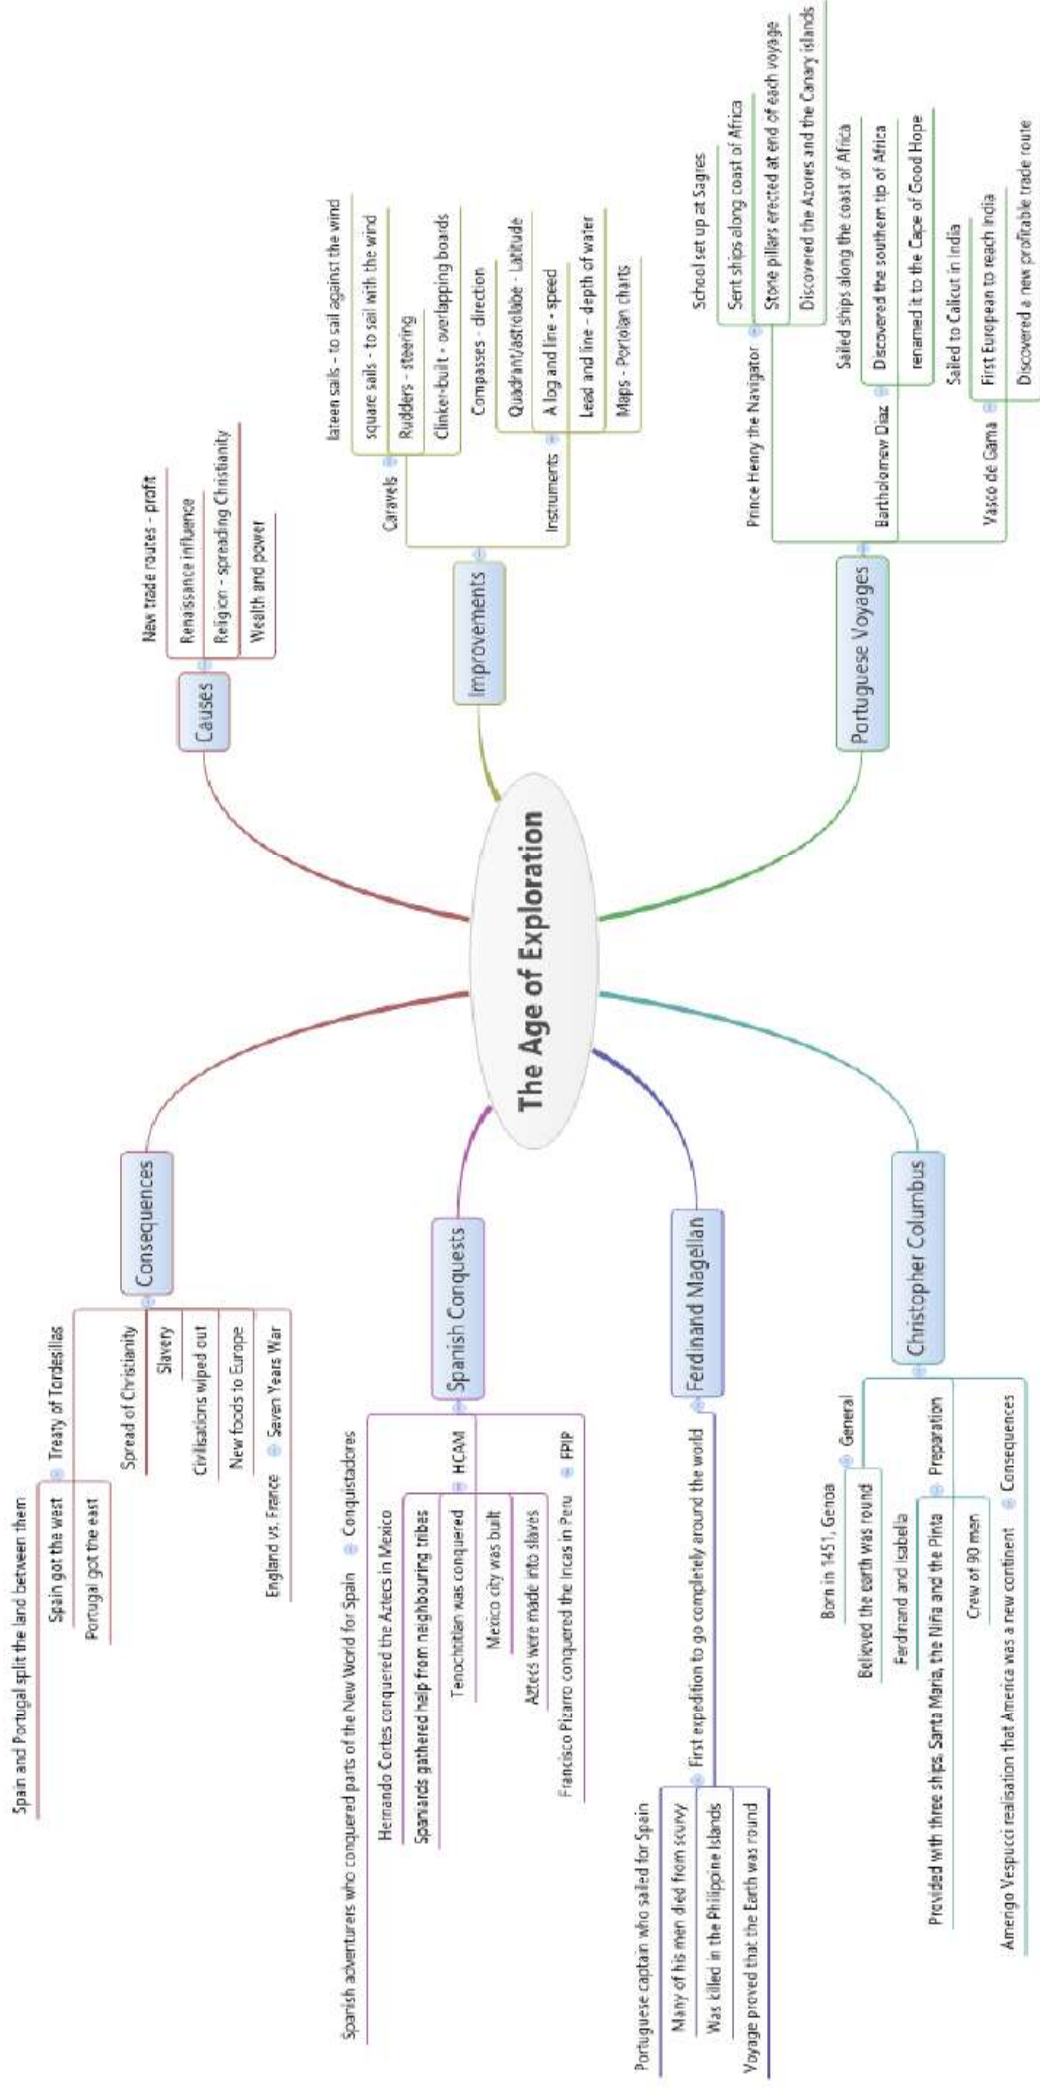 The Age of Exploration
Causes
New trade routes - profit
Renaissance influence
Religion - spreading Christianity
Wealth and power
Improvements
Caravels
lateen sails - to sail against the wind
square sails - to sail with the wind
Rudders - steering
Clinker-built - overlapping boards
Instruments
Compasses - direction
Quadrant/astrolabe - Latitude
A log and line - speed
Lead and line - depth of water
Maps - Portolan charts
Portuguese Voyages
Prince Henry the Navigator
School set up at Sagres
Sent ships along coast of Africa
Stone pillars erected at end of each voyage
Discovered the Azores and the Canary islands
Bartholomew Diaz
Sailed ships along the coast of Africa
Discovered the southern tip of Africa
renamed it to the Cape of Good Hope
Vasco de Gama
Sailed to Calicut in India
First European to reach India
Discovered a new profitable trade route
Consequences
Treaty of Tordesillas
Spain and Portugal split the land between them
Spain got the west
Portugal got the east
Spread of Christianity
Slavery
Civilisations wiped out
New foods to Europe
Seven Years War
England vs. France
Spanish Conquests
Conquistadores
Spanish adventurers who conquered parts of the New World for Spain
HCAM
Hernando Cortes conquered the Aztecs in Mexico
Spaniards gathered help from neighbouring tribes
Tenochtitlan was conquered
Mexico city was built
Aztecs were made into slaves
FPIP
Francisco Pizarro conquered the Incas in Peru
Ferdinand Magellan
First expedition to go completely around the world
Portuguese captain who sailed for Spain
Many of his men died from scurvy
Was killed in the Philippine Islands
Voyage proved that the Earth was round
Christopher Columbus
General
Born in 1451, Genoa
Believed the earth was round
Preparation
Ferdinand and Isabella
Provided with three ships, Santa Maria, the Niña and the Pinta
Crew of 90 men
Consequences
Amerigo Vespucci realisation that America was a new continent